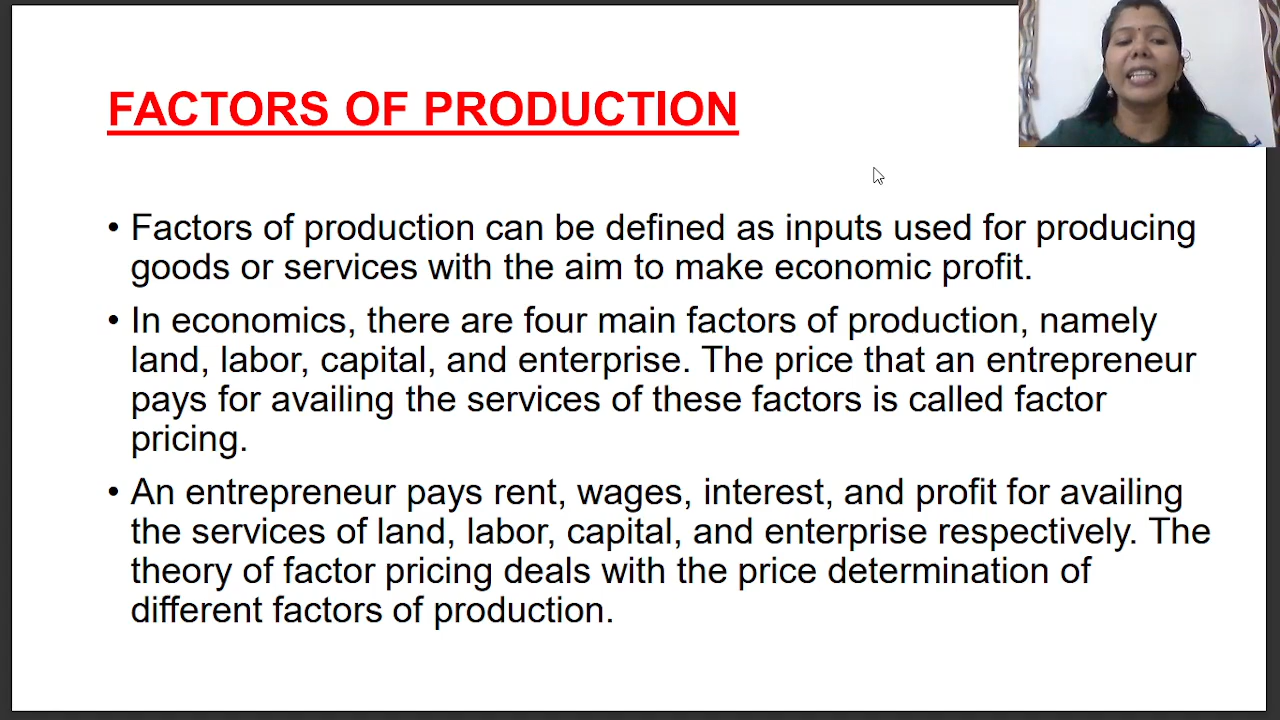 FACTORS OF PRODUCTION
• Factors of production can be defined as inputs used for producing
goods or services with the aim to make economic profit.
• In economics, there are four main factors of production, namely
land, labor, capital, and enterprise. The price that an entrepreneur
pays for availing the services of these factors is called factor
pricing.
• An entrepreneur pays rent, wages, interest, and profit for availing
the services of land, labor, capital, and enterprise respectively. The
theory of factor pricing deals with the price determination of
different factors of production.